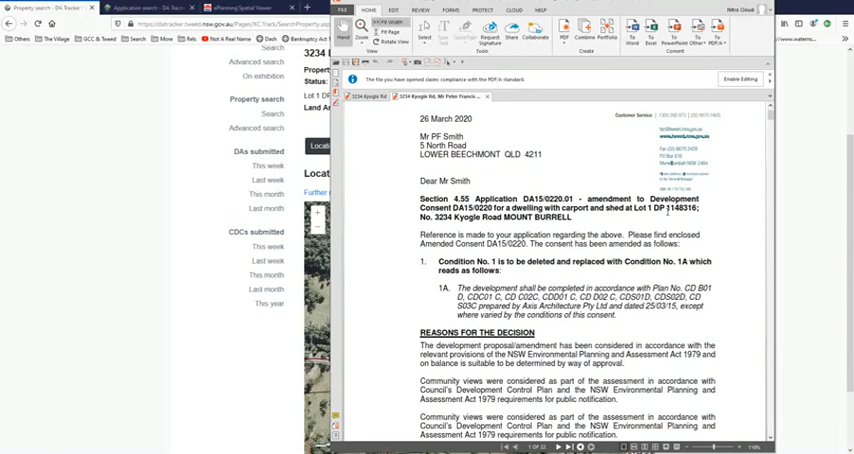 Property search - DA Tracker
Application search - DA Tracker
ePlanning Spatial Viewer
https://datracker.tweed.nsw.gov.au/Pages/XC.Track/SearchProperty.as
Others
The Village
GCC & Tweed
Search
More
DA
Not A Real Name
Dawn TV
3234
Proper
Status:
Lot 1 DP
Land Ar
Locati
Locat
Further
Search
Advanced search
On exhibition
Property search
Search
Advanced search
DAs submitted
This week
Last week
This month
Last month
CDCs submitted
This week
Last week
This month
Last month
This year
FILE
HOME
EDIT
REVIEW
FORMS
PROTECT
CLOUD
HELP
Nitro Cloud
Hand
Zoom
Fit Width
Fit Page
Rotate View
View
Select
Type Text
QuickSign
Request Signature
Share
Collaborate
PDF
Combine
Portfolio
Create
To Word
To Excel
To PowerPoint
To Other
To PDF/A
Convert
The file you have opened claims compliance with the PDF/A standard.
Enable Editing
3234 Kyogle Rd
3234 Kyogle Rd, Mr Peter Francis...
26 March 2020
Customer Service
Mr PF Smith
5 North Road
LOWER BEECHMONT QLD 4211
www.tweed.nsw.gov.au
Dear Mr Smith
Section 4.55 Application DA15/0220.01 - amendment to Development
Consent DA15/0220 for a dwelling with carport and shed at Lot 1 DP 1148316;
No. 3234 Kyogle Road MOUNT BURRELL
Reference is made to your application regarding the above. Please find enclosed
Amended Consent DA15/0220. The consent has been amended as follows:
1. Condition No. 1 is to be deleted and replaced with Condition No. 1A which
reads as follows:
1A. The development shall be completed in accordance with Plan No. CD B01
D, CDC01 C, CD C02C, CDD01 C, CD D02 C, CDS01D, CDS02D, CD
S03C prepared by Axis Architecture Pty Ltd and dated 25/03/15, except
where varied by the conditions of this consent.
REASONS FOR THE DECISION
The development proposal/amendment has been considered in accordance with the
relevant provisions of the NSW Environmental Planning and Assessment Act 1979 and
on balance is suitable to be determined by way of approval.
Community views were considered as part of the assessment in accordance with
Council's Development Control Plan and the NSW Environmental Planning and
Assessment Act 1979 requirements for public notification.
Community views were considered as part of the assessment in accordance with
Council's Development Control Plan and the NSW Environmental Planning and
Assessment Act 1979 requirements for public notification.